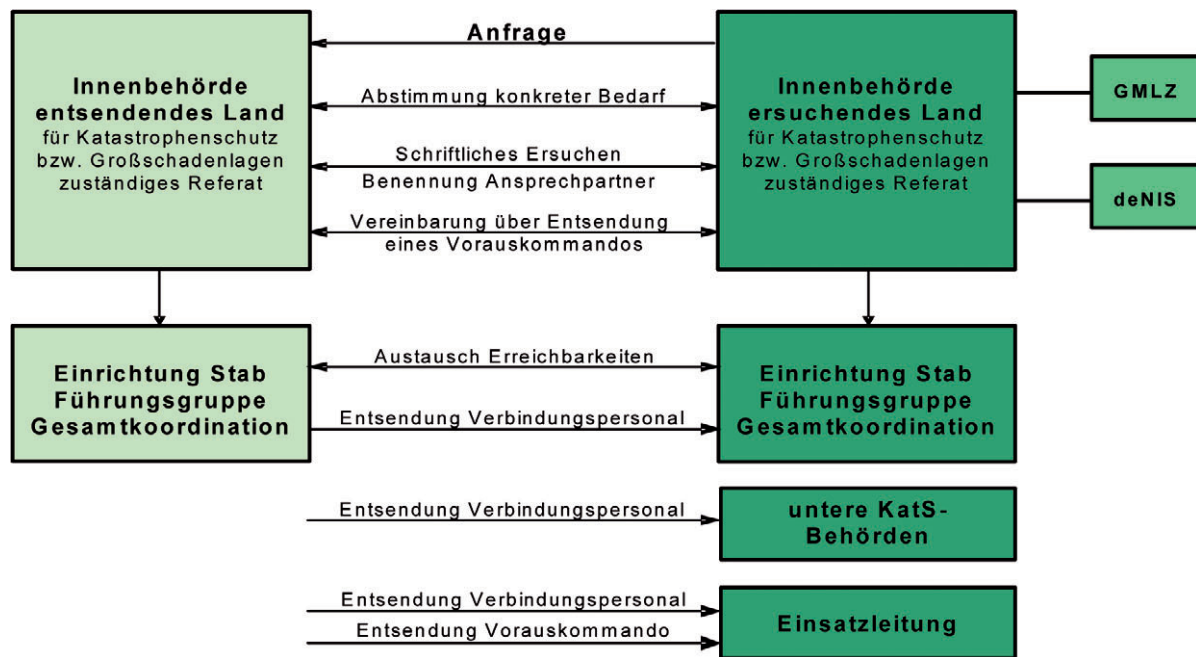 Anfrage
Innenbehörde
entsendendes Land
für Katastrophenschutz
bzw. Großschadenlagen
zuständiges Referat
Abstimmung konkreter Bedarf
Schriftliches Ersuchen
Benennung Ansprechpartner
Vereinbarung über Entsendung
eines Vorauskommandos
Innenbehörde
ersuchendes Land
für Katastrophenschutz
bzw. Großschadenlagen
zuständiges Referat
GMLZ
deNIS
Einrichtung Stab
Führungsgruppe
Gesamtkoordination
Austausch Erreichbarkeiten
Entsendung Verbindungspersonal
Einrichtung Stab
Führungsgruppe
Gesamtkoordination
Entsendung Verbindungspersonal
untere KatS-
Behörden
Entsendung Verbindungspersonal
Entsendung Vorauskommando
Einsatzleitung